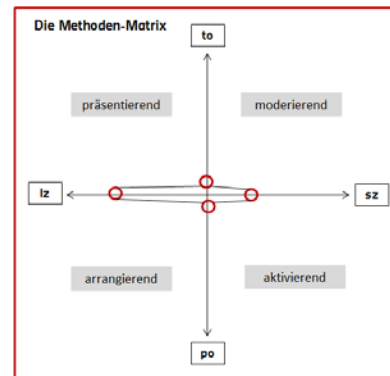 Die Methoden-Matrix
to
präsentierend
moderierend
lz
sz
arrangierend
aktivierend
po